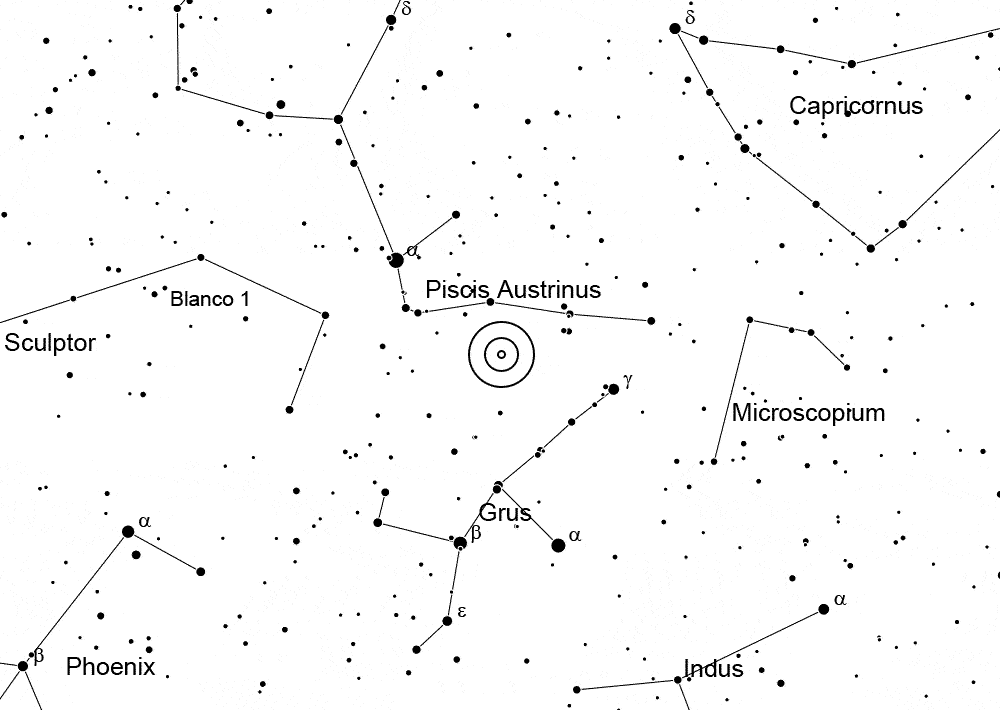 δ
δ
Capricornus
α
Piscis Austrinus
Blanco 1
Sculptor
γ
Microscopium
Grus
α
β
α
ε
α
β
Phoenix
Indus